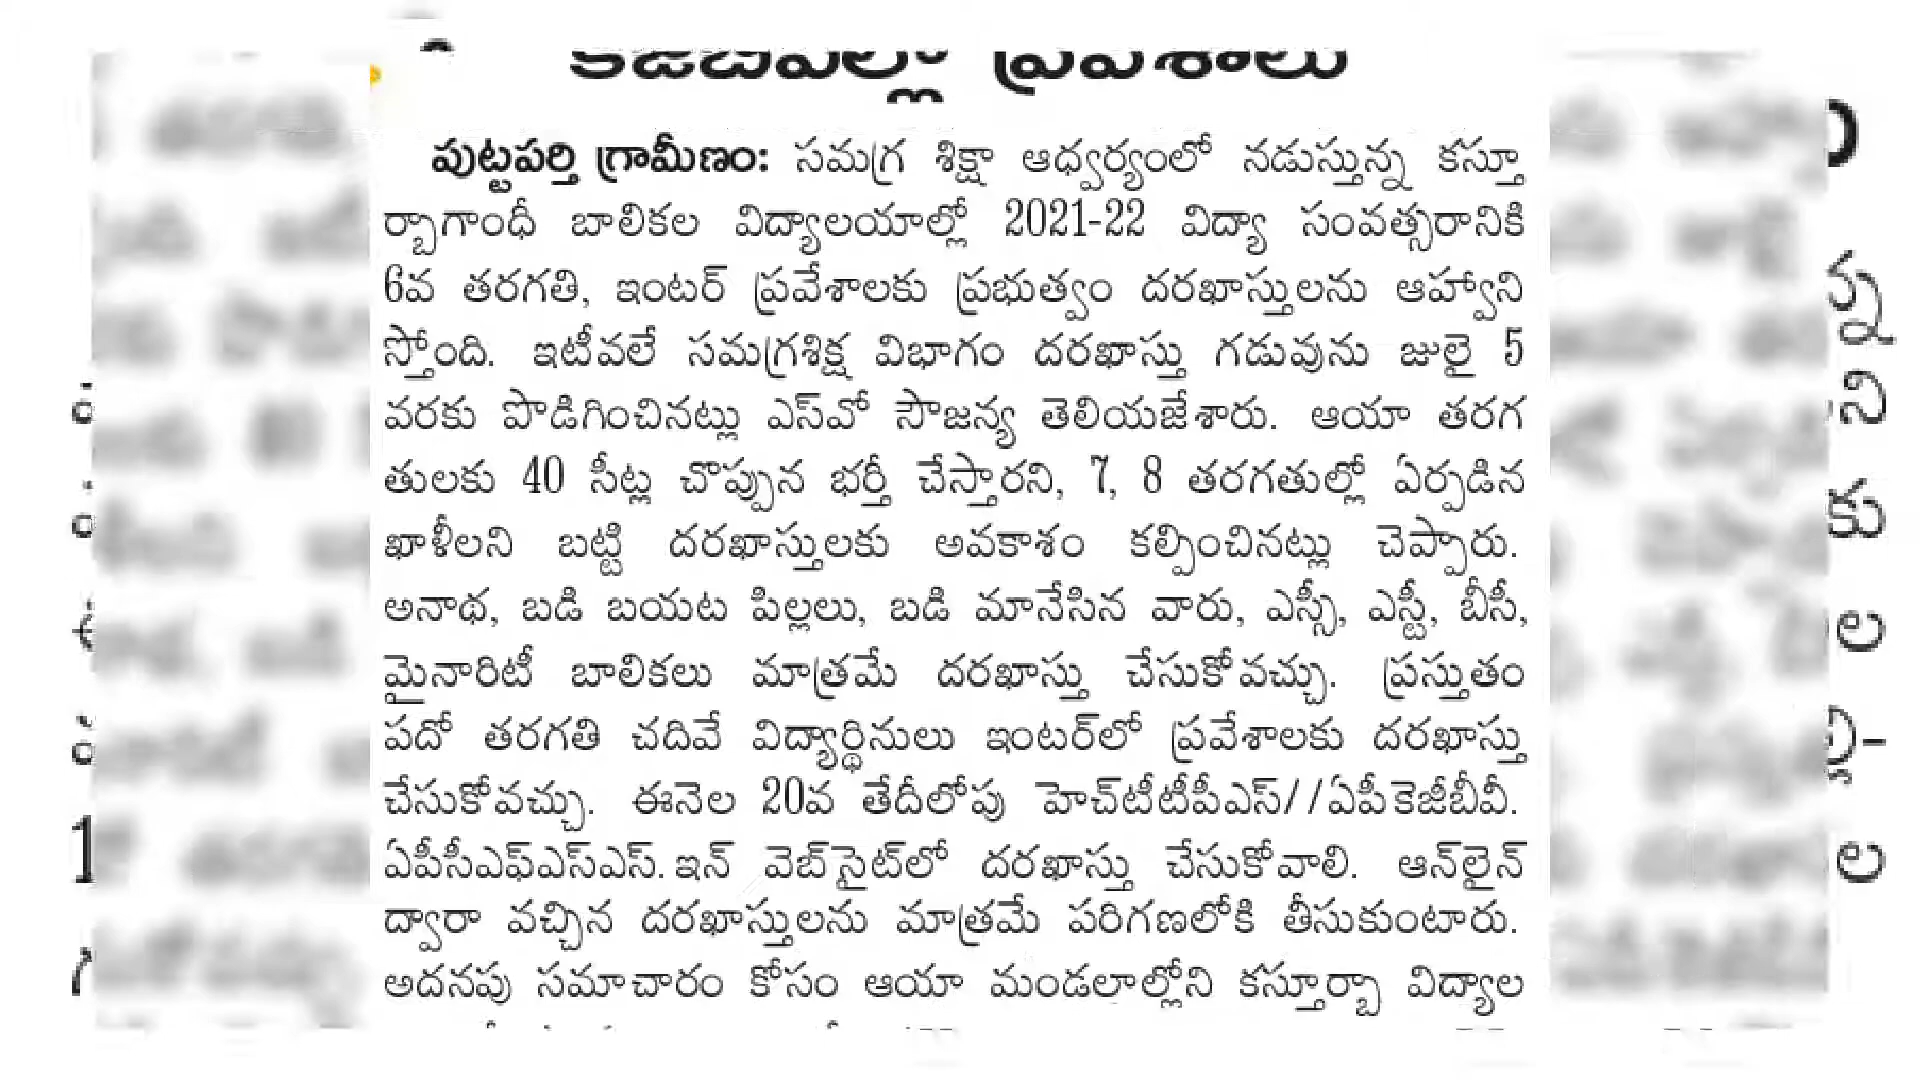 పుట్టపర్తి గ్రామీణం: సమగ్ర శిక్షా ఆధ్వర్యంలో నడుస్తున్న కస్తూ
ర్బాగాంధీ బాలికల విద్యాలయాల్లో 2021-22 విద్యా సంవత్సరానికి
6వ తరగతి, ఇంటర్ ప్రవేశాలకు ప్రభుత్వం దరఖాస్తులను ఆహ్వాని
స్తోంది. ఇటీవలే సమగ్రశిక్ష విభాగం దరఖాస్తు గడువును జులై 5
వరకు పొడిగించినట్లు ఎస్‌వో సౌజన్య తెలియజేశారు. ఆయా తరగ
తులకు 40 సీట్ల చొప్పున భర్తీ చేస్తారని, 7, 8 తరగతుల్లో ఏర్పడిన
ఖాళీలని బట్టి దరఖాస్తులకు అవకాశం కల్పించినట్లు చెప్పారు.
అనాథ, బడి బయట పిల్లలు, బడి మానేసిన వారు, ఎస్సీ, ఎస్టీ, బీసీ,
మైనారిటీ బాలికలు మాత్రమే దరఖాస్తు చేసుకోవచ్చు. ప్రస్తుతం
పదో తరగతి చదివే విద్యార్థినులు ఇంటర్‌లో ప్రవేశాలకు దరఖాస్తు
చేసుకోవచ్చు. ఈనెల 20వ తేదీలోపు హెచ్‌టీటీపీఎస్//ఏపీకెజీబీవీ.
ఏపీసీఎఫ్ఎస్ఎస్.ఇన్ వెబ్‌సైట్‌లో దరఖాస్తు చేసుకోవాలి. ఆన్‌లైన్
ద్వారా వచ్చిన దరఖాస్తులను మాత్రమే పరిగణలోకి తీసుకుంటారు.
అదనపు సమాచారం కోసం ఆయా మండలాల్లోని కస్తూర్బా విద్యాల